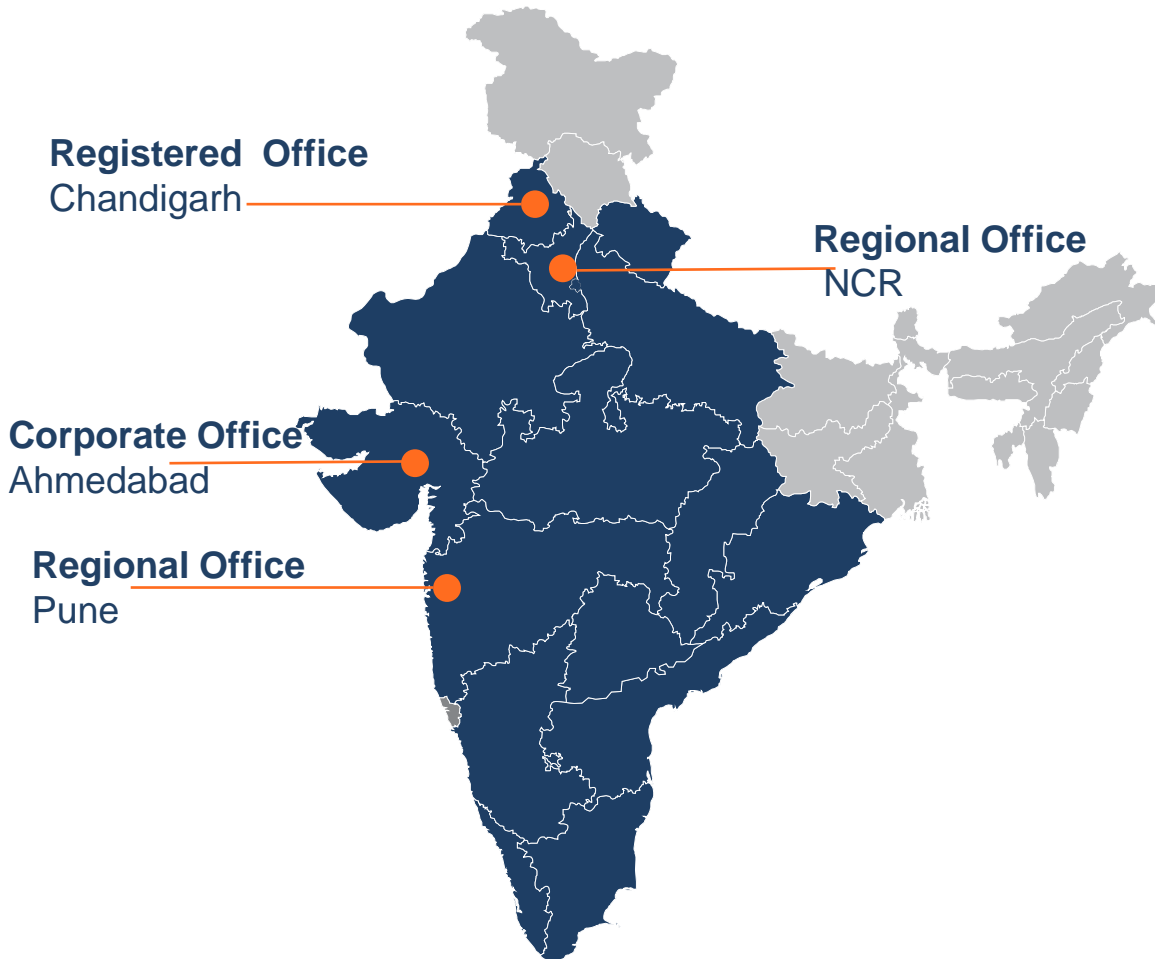 Registered Office
Chandigarh
Regional Office
NCR
Corporate Office
Ahmedabad
Regional Office
Pune